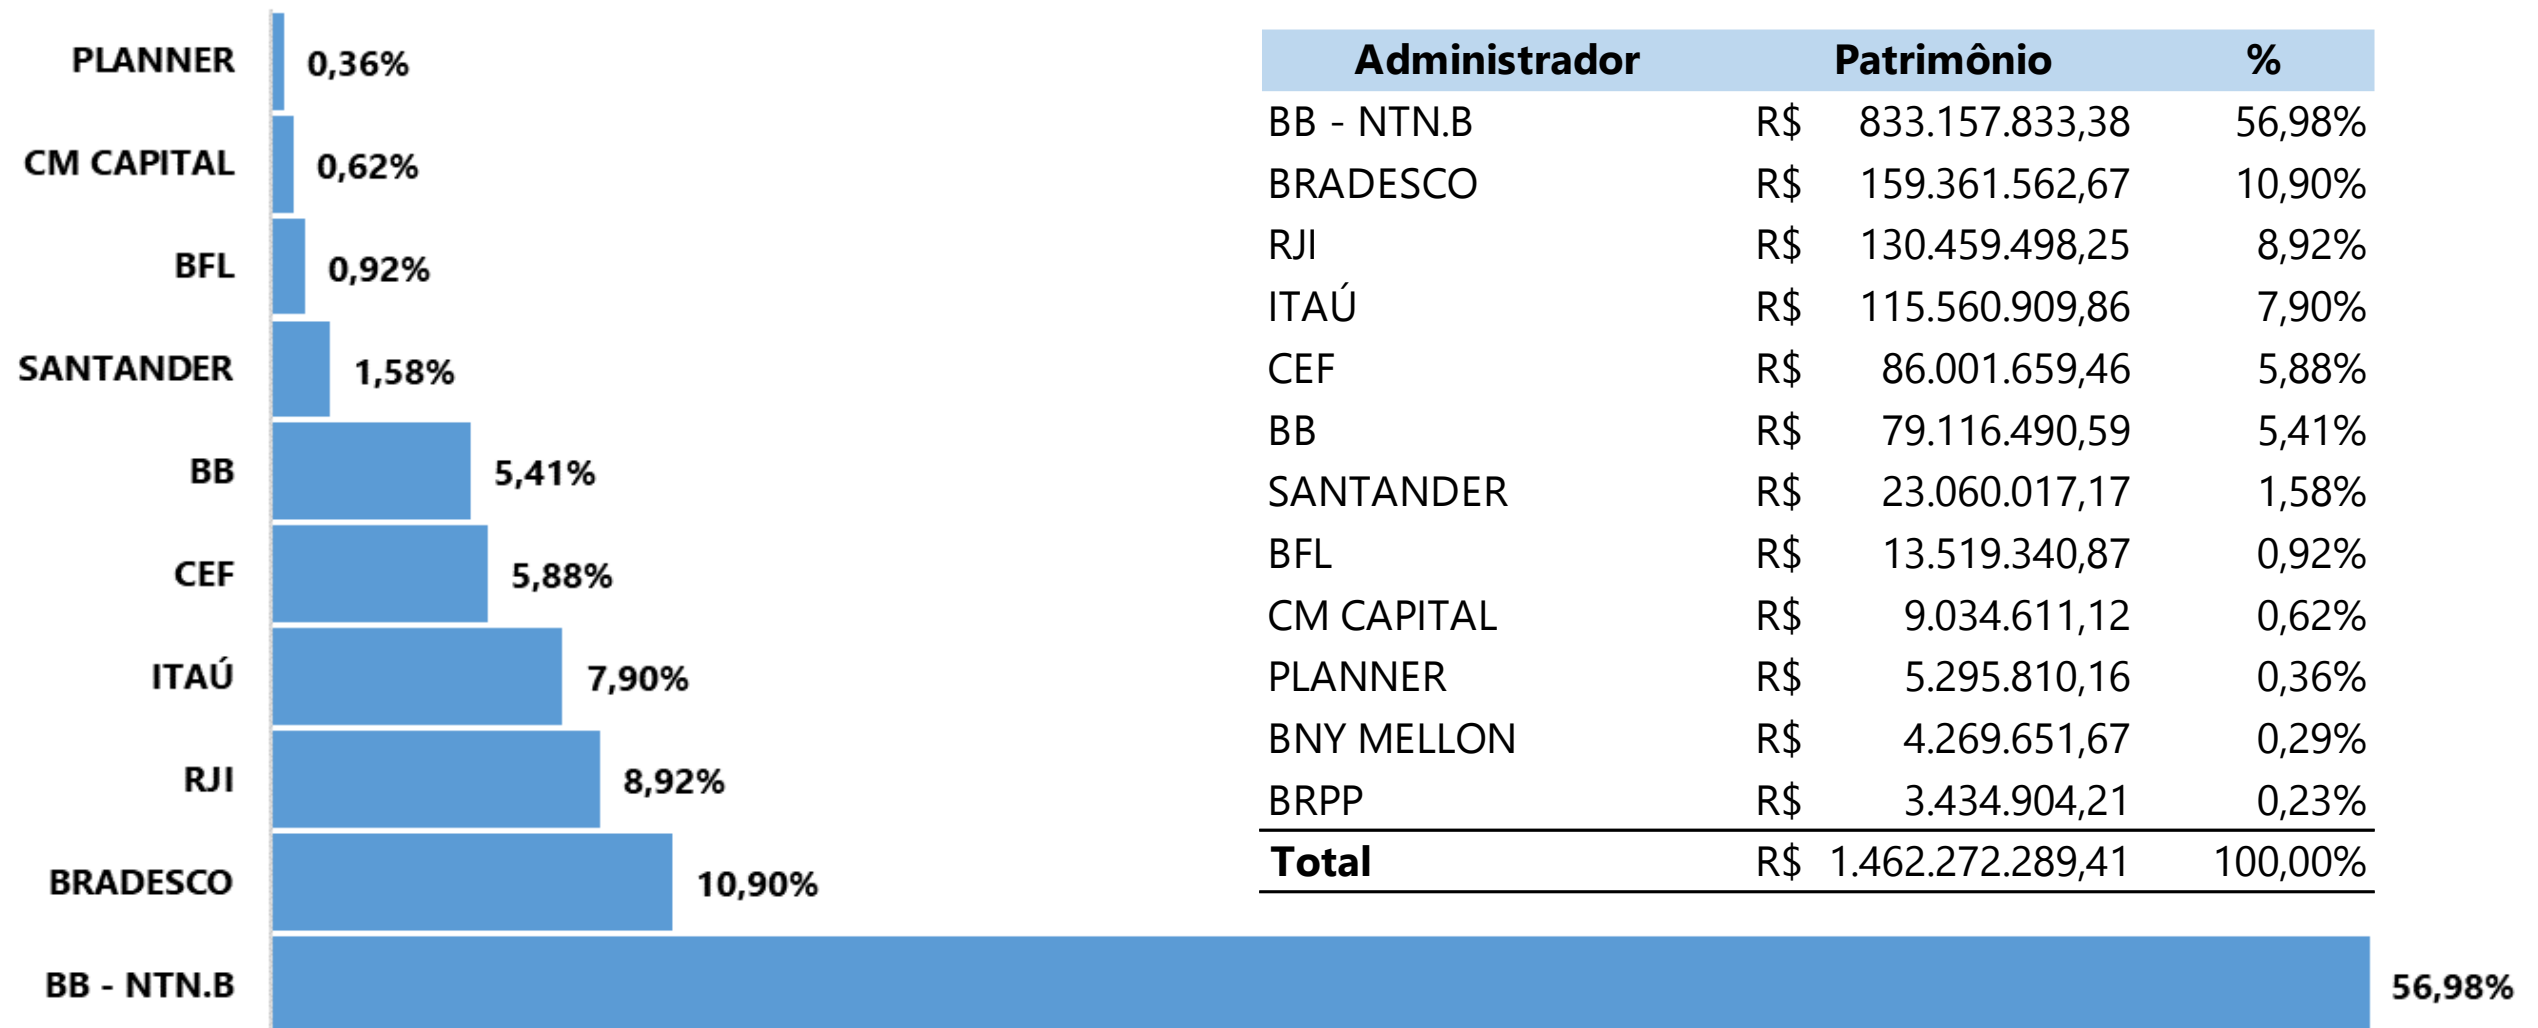 PLANNER 0,36%
CM CAPITAL 0,62%
BFL 0,92%
SANTANDER 1,58%
BB 5,41%
CEF 5,88%
ITAÚ 7,90%
RJI 8,92%
BRADESCO 10,90%
BB - NTN.B 56,98%
Administrador Patrimônio %
BB - NTN.B R$ 833.157.833,38 56,98%
BRADESCO R$ 159.361.562,67 10,90%
RJI R$ 130.459.498,25 8,92%
ITAÚ R$ 115.560.909,86 7,90%
CEF R$ 86.001.659,46 5,88%
BB R$ 79.116.490,59 5,41%
SANTANDER R$ 23.060.017,17 1,58%
BFL R$ 13.519.340,87 0,92%
CM CAPITAL R$ 9.034.611,12 0,62%
PLANNER R$ 5.295.810,16 0,36%
BNY MELLON R$ 4.269.651,67 0,29%
BRPP R$ 3.434.904,21 0,23%
Total R$ 1.462.272.289,41 100,00%